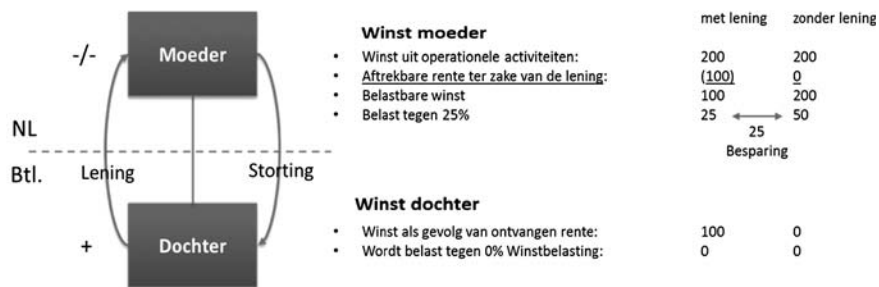 met lening zonder lening
Winst moeder
-/- Moeder
• Winst uit operationele activiteiten: 200 200
• Aftrekbare rente ter zake van de lening: (100) 0
• Belastbare winst 100 200
• Belast tegen 25% 25 50
25
Besparing
NL
Btl. Lening Storting
Winst dochter
+ Dochter
• Winst als gevolg van ontvangen rente: 100 0
• Wordt belast tegen 0% Winstbelasting: 0 0